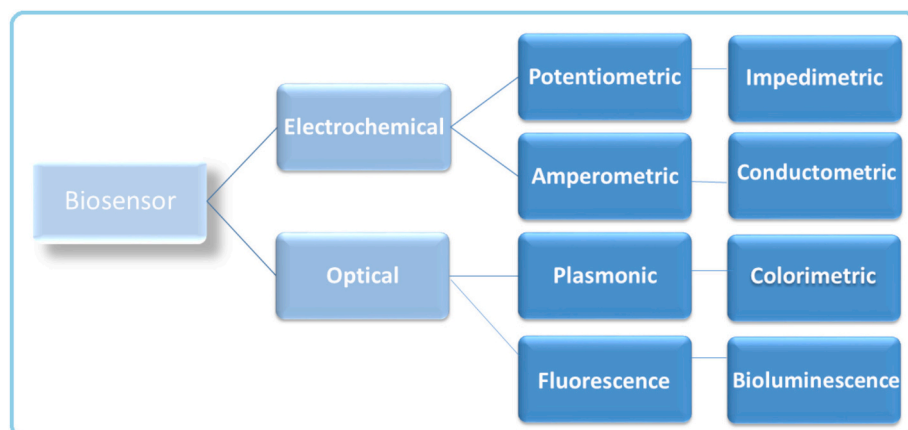 Potentiometric
Impedimetric
Electrochemical
Amperometric
Conductometric
Biosensor
Optical
Plasmonic
Colorimetric
Fluorescence
Bioluminescence